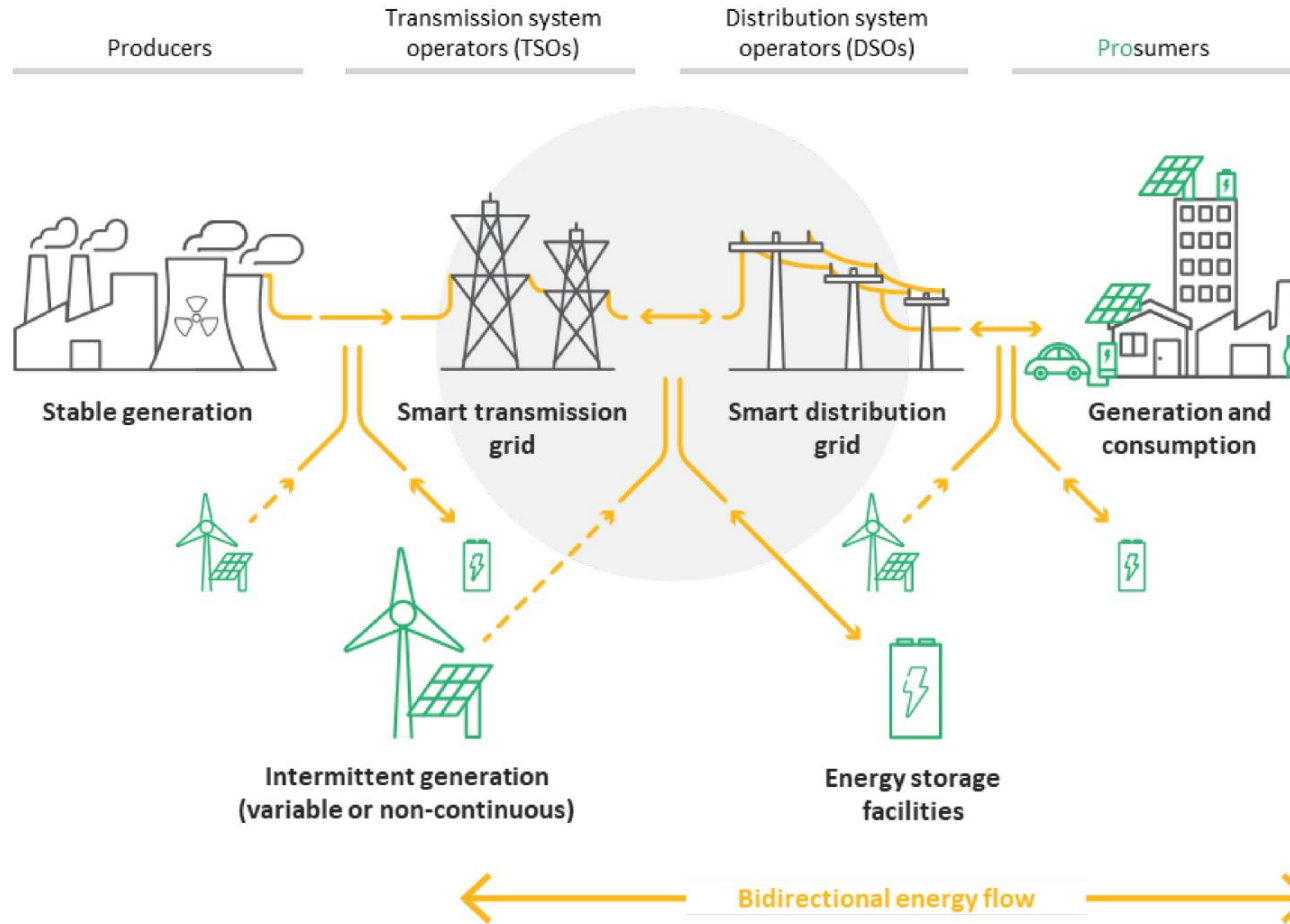 Producers
Transmission system
operators (TSOs)
Distribution system
operators (DSOs)
Prosumers
Stable generation
Smart transmission
grid
Smart distribution
grid
Generation and
consumption
Intermittent generation
(variable or non-continuous)
Energy storage
facilities
Bidirectional energy flow